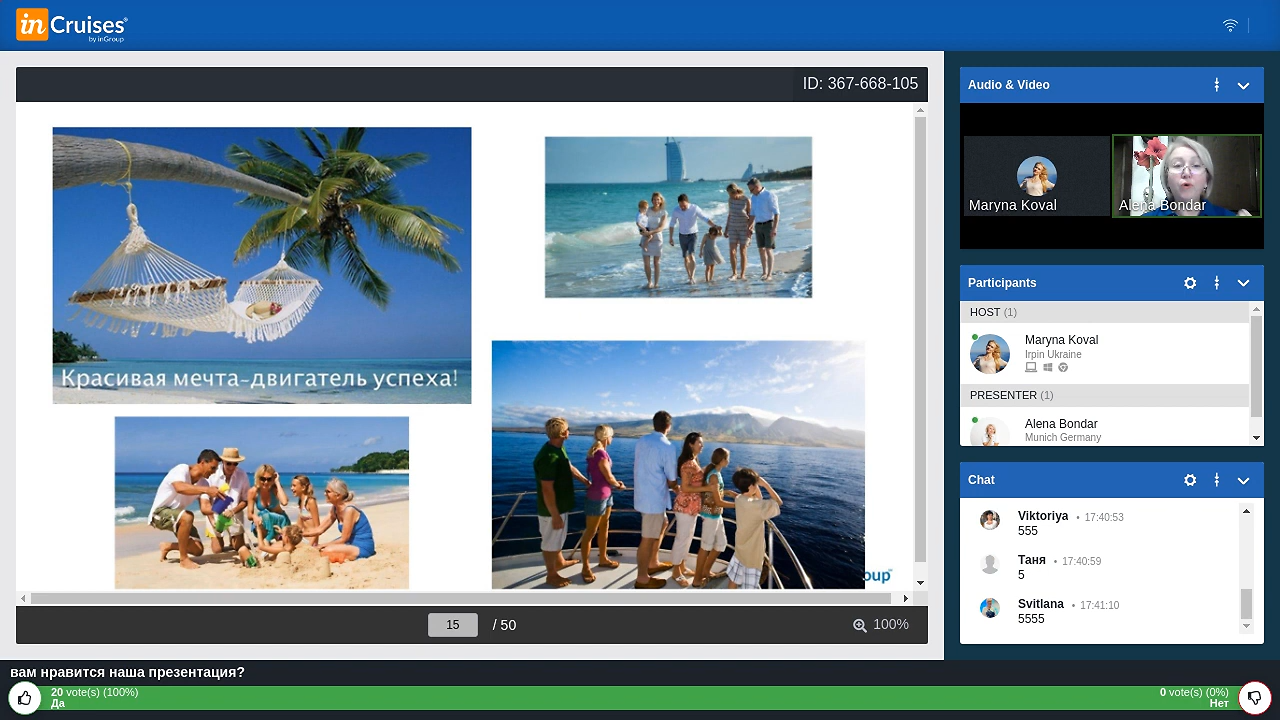 in Cruises®
by inGroup
ID: 367-668-105
Красивая мечта-двигатель успеха!
oup™
15 / 50
100%
Audio & Video
Maryna Koval
Alena Bondar
Participants
HOST (1)
Maryna Koval
Irpin Ukraine
PRESENTER (1)
Alena Bondar
Munich Germany
Chat
Viktoriya • 17:40:53
555
Таня • 17:40:59
5
Svitlana • 17:41:10
5555
вам нравится наша презентация?
20 vote(s) (100%)
Да
0 vote(s) (0%)
Нет